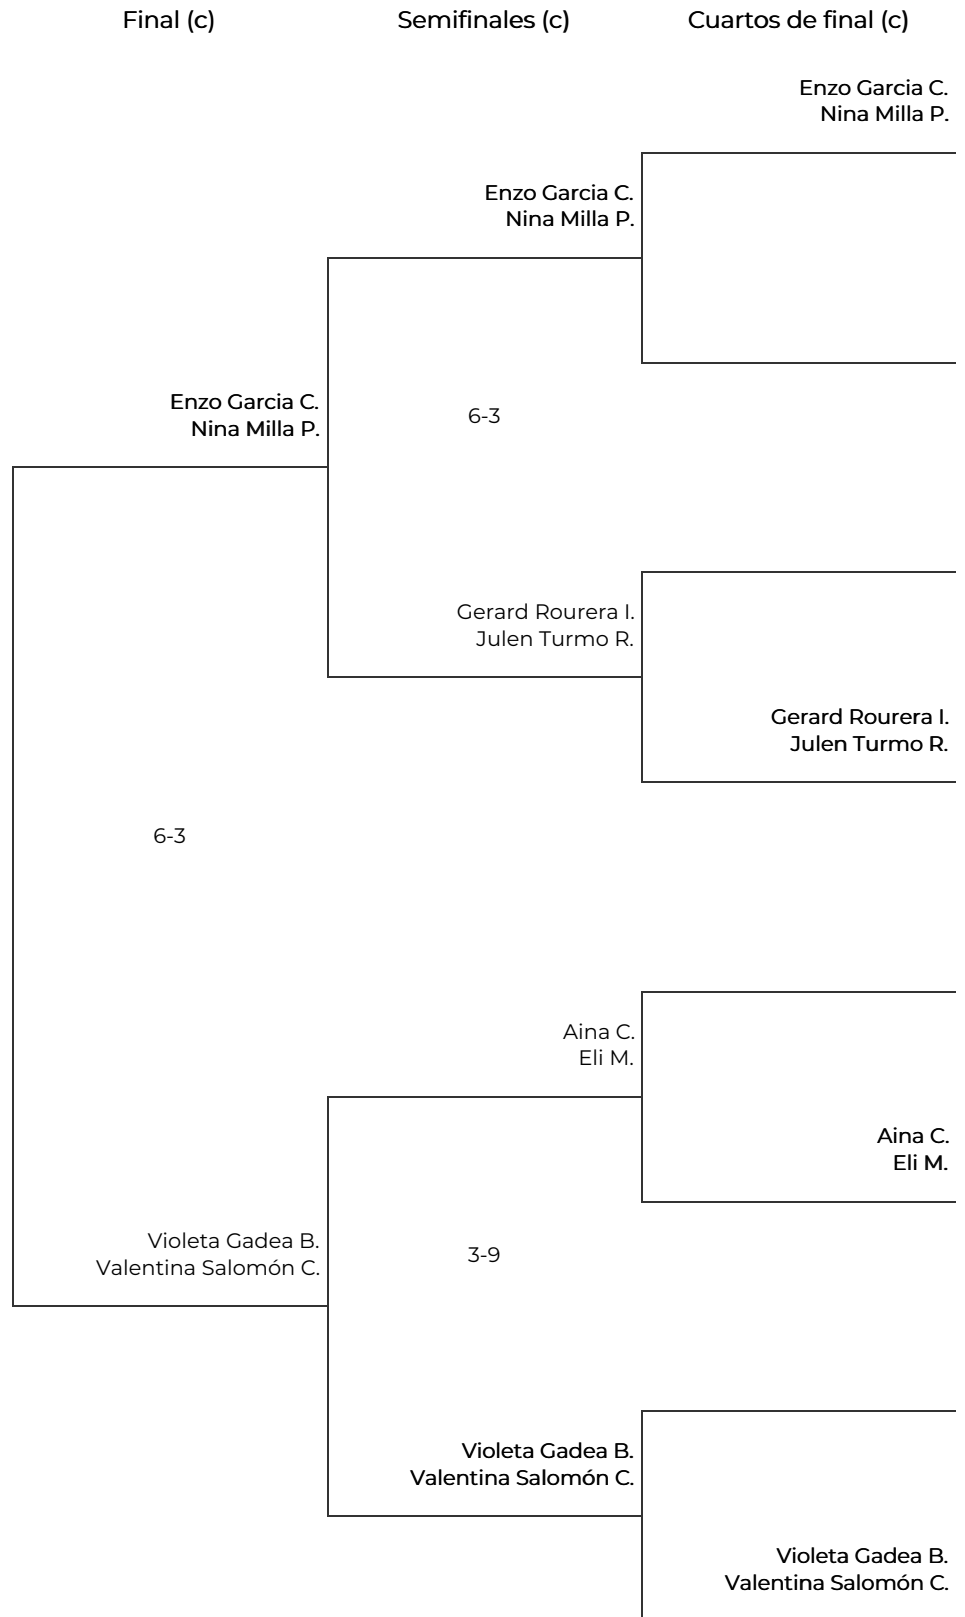 Final (c)
Semifinales (c)
Cuartos de final (c)
Enzo Garcia C.
Nina Milla P.
Enzo Garcia C.
Nina Milla P.
Enzo Garcia C.
Nina Milla P.
6-3
Gerard Rourera I.
Julen Turmo R.
Gerard Rourera I.
Julen Turmo R.
6-3
Aina C.
Eli M.
Aina C.
Eli M.
Violeta Gadea B.
Valentina Salomón C.
3-9
Violeta Gadea B.
Valentina Salomón C.
Violeta Gadea B.
Valentina Salomón C.